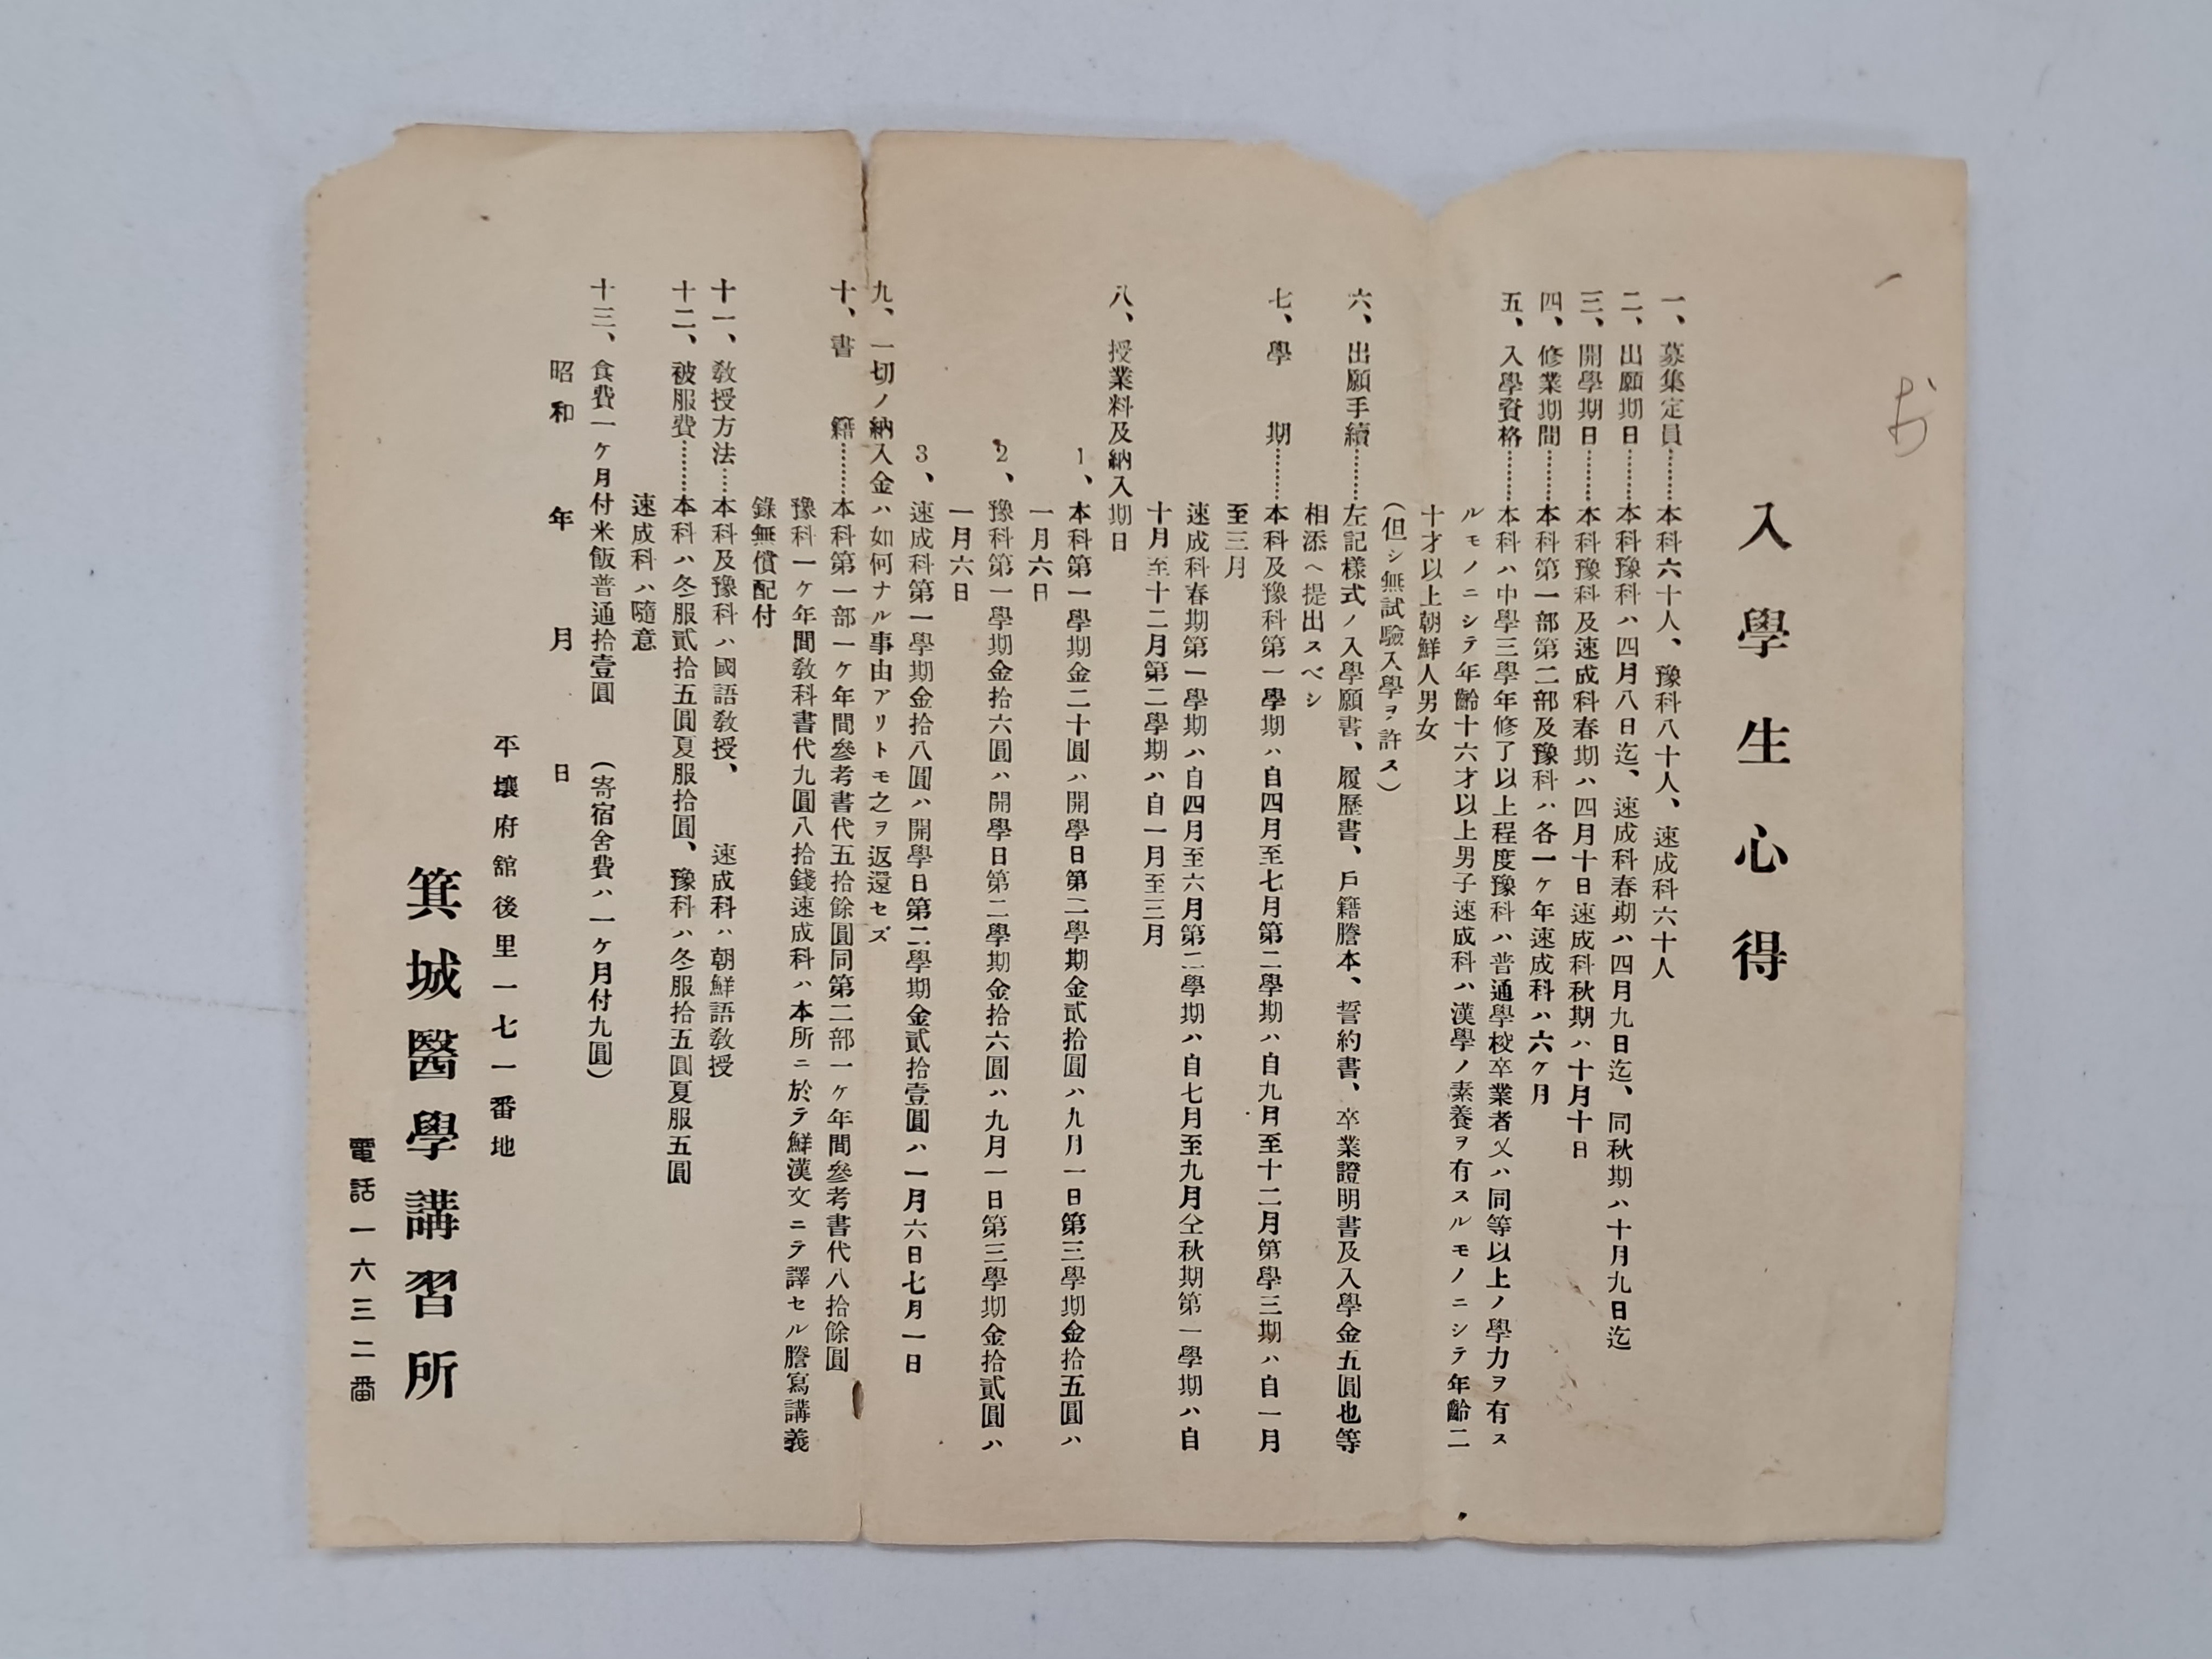 入學生心得
一、募集定員………本科六十人、豫科八十人、速成科六十人
二、出願期日………本科豫科ハ四月八日迄、速成科春期ハ四月九日迄、同秋期ハ十月九日迄
三、開學期日………本科豫科及速成科春期ハ四月十日速成科秋期ハ十月十日
四、修業期間………本科第一部第二部及豫科ハ各一ケ年速成科ハ六ケ月
五、入學資格………本科ハ中學三學年修了以上程度豫科ハ普通學校卒業者又ハ同等以上ノ學力ヲ有ス
ルモノニシテ年齡十六才以上男子速成科ハ漢學ノ素養ヲ有スルモノニシテ年齡二
十才以上朝鮮人男女
(但シ無試驗入學ヲ許ス)
六、出願手續………左記樣式ノ入學願書、履歷書、戶籍謄本、誓約書、卒業證明書及入學金五圓也等
相添ヘ提出スベシ
七、學期………本科及豫科第一學期ハ自四月至七月第二學期ハ自九月至十二月第學三期ハ自一月
至三月
速成科春期第一學期ハ自四月至六月第二學期ハ自七月至九月仝秋期第一學期ハ自
十月至十二月第二學期ハ自一月至三月
八、授業料及納入期日
1、本科第一學期金二十圓ハ開學日第二學期金貳拾圓ハ九月一日第三學期金拾五圓ハ
一月六日
2、豫科第一學期金拾六圓ハ開學日第二學期金拾六圓ハ九月一日第三學期金拾貳圓ハ
一月六日
3、速成科第一學期金拾八圓ハ開學日第二學期金貳拾壹圓ハ一月六日七月一日
九、一切ノ納入金ハ如何ナル事由アリトモ之ヲ返還セズ
十、書籍………本科第一部一ケ年間參考書代五拾餘圓同第二部一ケ年間參考書代八拾餘圓
豫科一ケ年間敎科書代九圓八拾錢速成科ハ本所ニ於テ鮮漢文ニテ譯セル謄寫講義
錄無償配付
十一、敎授方法…本科及豫科ハ國語敎授、速成科ハ朝鮮語敎授
十二、被服費………本科ハ冬服貳拾五圓夏服拾圓、豫科ハ冬服拾五圓夏服五圓
速成科ハ隨意
十三、食費一ケ月付米飯普通拾壹圓(寄宿舍費ハ一ケ月付九圓)
昭和年月日
平壤府舘後里一七一番地
箕城醫學講習所
電話一六三二番